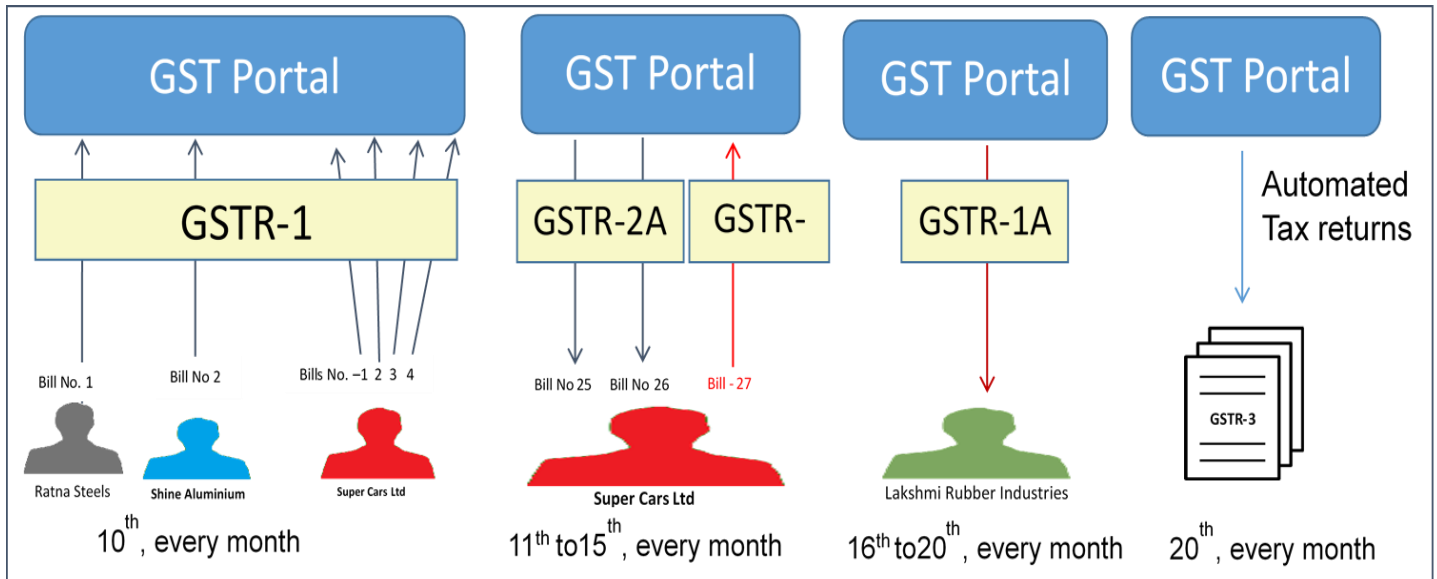 GST Portal
GSTR-1
Bill No. 1
Bill No 2
Bills No. –1 2 3 4
Ratna Steels
Shine Aluminium
Super Cars Ltd
10th, every month
GST Portal
GSTR-2A
GSTR-
Bill No 25
Bill No 26
Bill - 27
Super Cars Ltd
11th to15th, every month
GST Portal
GSTR-1A
Lakshmi Rubber Industries
16th to20th, every month
GST Portal
Automated
Tax returns
GSTR-3
20th, every month